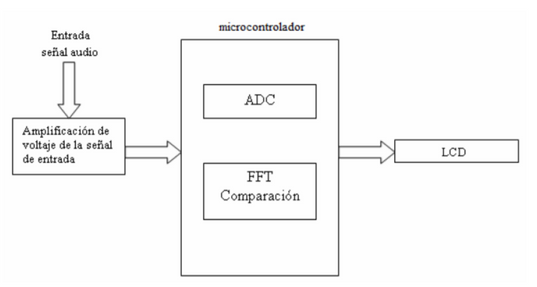 Entrada
señal audio
Amplificación de
voltaje de la señal
de entrada
microcontrolador
ADC
FFT
Comparación
LCD